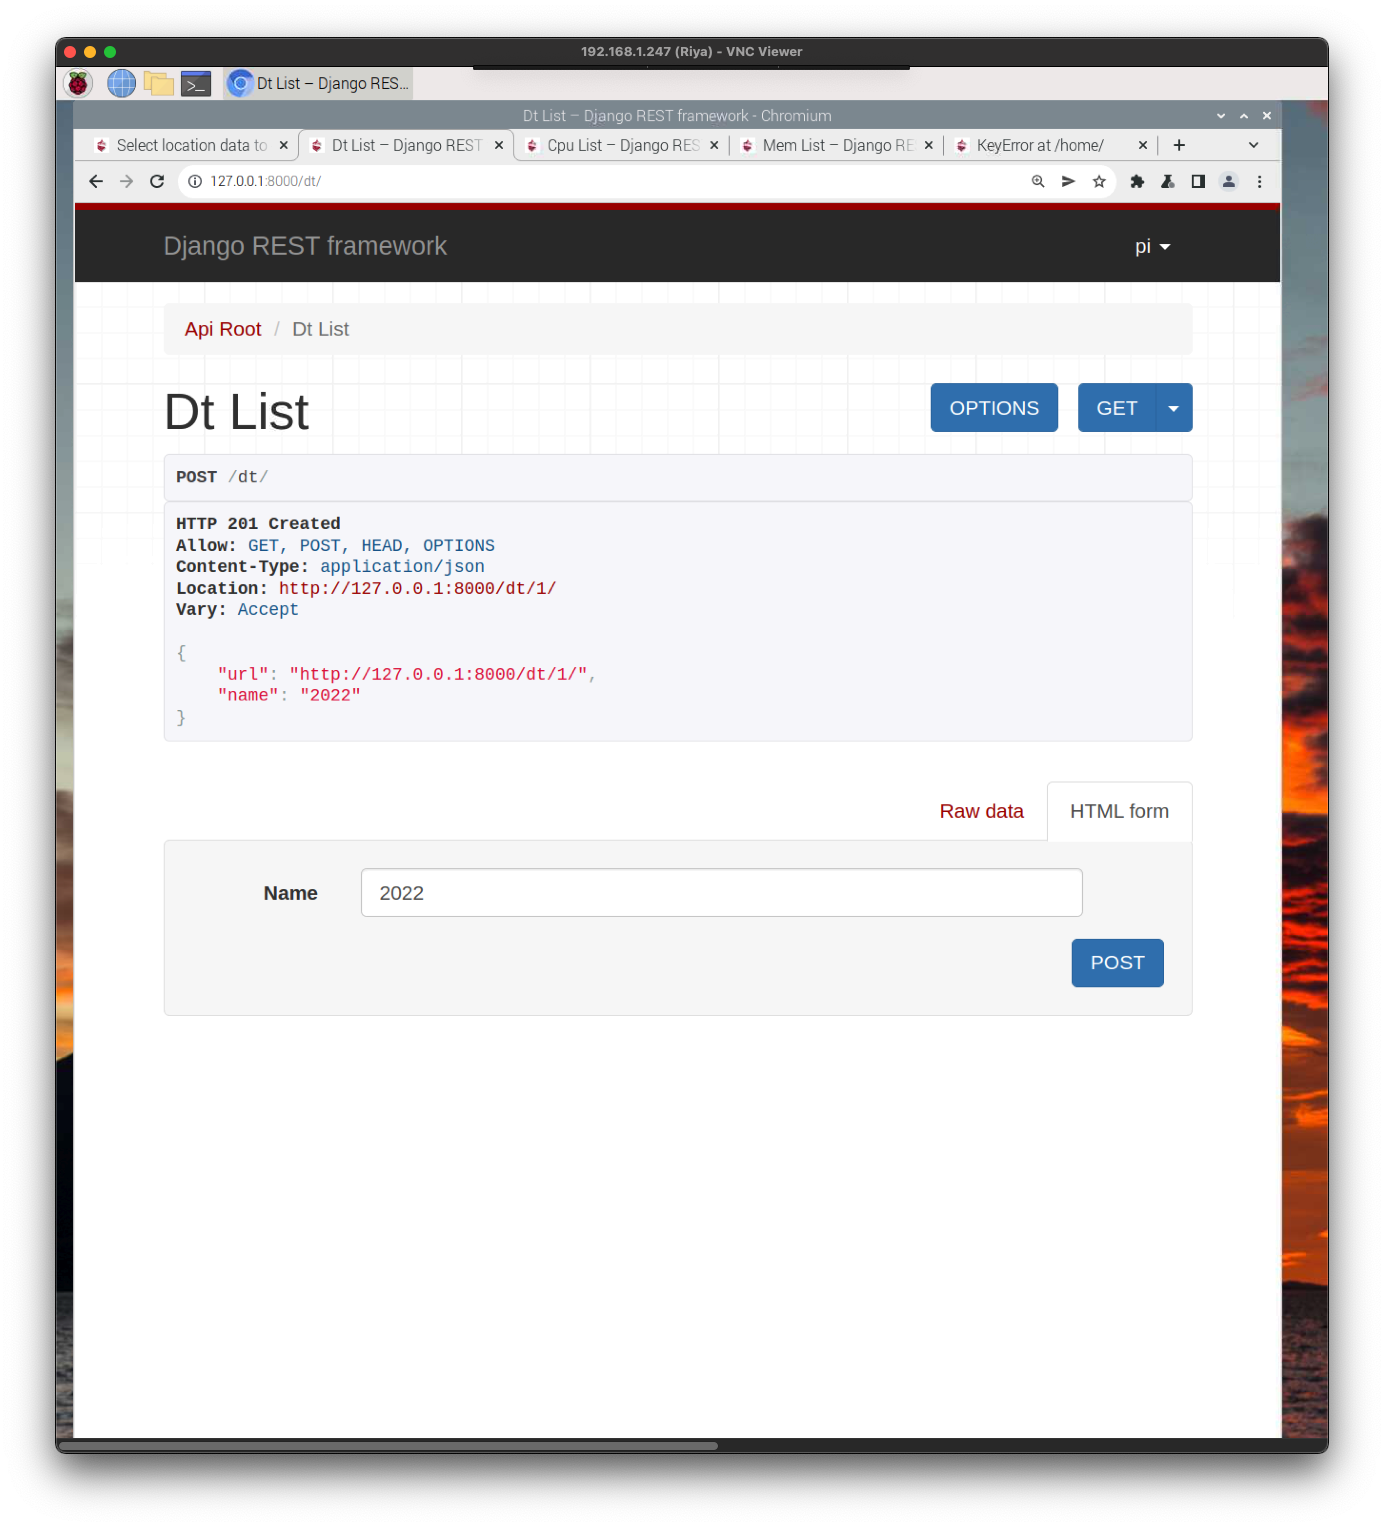 192.168.1.247 (Riya) - VNC Viewer
Dt List – Django RES...
Dt List – Django REST framework - Chromium
Select location data to
Dt List – Django REST
Cpu List – Django RES
Mem List – Django RE
KeyError at /home/
127.0.0.1:8000/dt/
Django REST framework
pi
Api Root / Dt List
Dt List
OPTIONS
GET
POST /dt/
HTTP 201 Created
Allow: GET, POST, HEAD, OPTIONS
Content-Type: application/json
Location: http://127.0.0.1:8000/dt/1/
Vary: Accept
{
"url": "http://127.0.0.1:8000/dt/1/",
"name": "2022"
}
Raw data
HTML form
Name
2022
POST